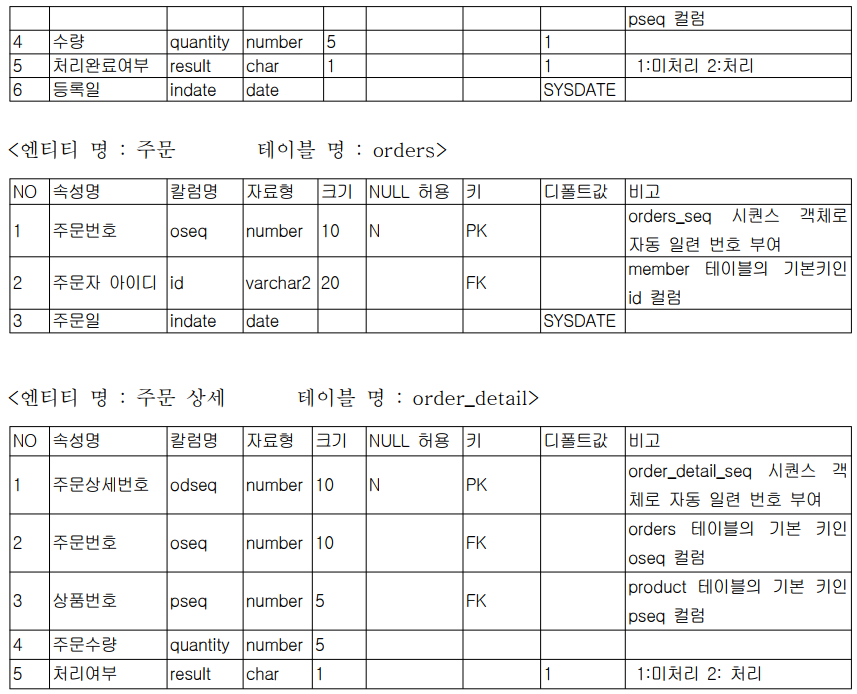 pseq 컬럼
4 수량 quantity number 5 1
5 처리완료여부 result char 1 1 1:미처리 2:처리
6 등록일 indate date SYSDATE
<엔티티 명 : 주문 테이블 명 : orders>
NO 속성명 칼럼명 자료형 크기 NULL 허용 키 디폴트값 비고
1 주문번호 oseq number 10 N PK orders_seq 시퀀스 객체로
자동 일련 번호 부여
2 주문자 아이디 id varchar2 20 FK member 테이블의 기본키인
id 컬럼
3 주문일 indate date SYSDATE
<엔티티 명 : 주문 상세 테이블 명 : order_detail>
NO 속성명 칼럼명 자료형 크기 NULL 허용 키 디폴트값 비고
1 주문상세번호 odseq number 10 N PK order_detail_seq 시퀀스 객
체로 자동 일련 번호 부여
2 주문번호 oseq number 10 FK orders 테이블의 기본 키인
oseq 컬럼
3 상품번호 pseq number 5 FK product 테이블의 기본 키인
pseq 컬럼
4 주문수량 quantity number 5
5 처리여부 result char 1 1 1:미처리 2: 처리